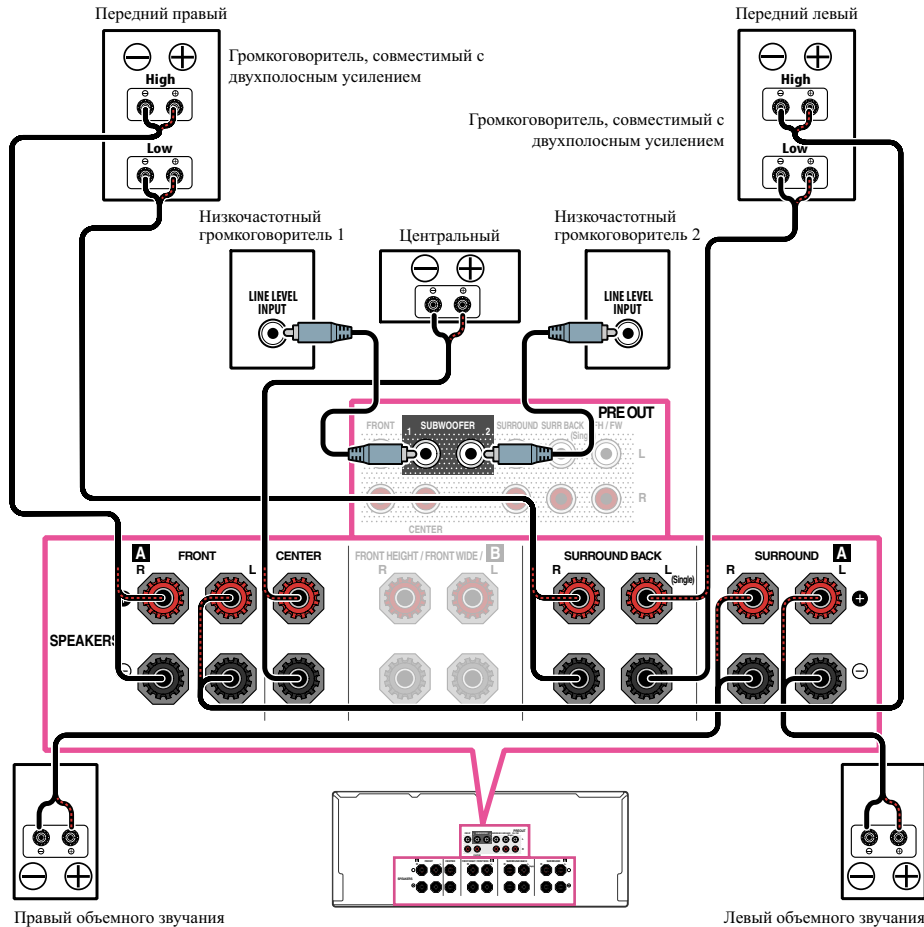 Передний правый
Передний левый
Громкоговоритель, совместимый с
двухполосным усилением
High
Low
High
Low
Громкоговоритель, совместимый с
двухполосным усилением
Низкочастотный
громкоговоритель 1
Центральный
Низкочастотный
громкоговоритель 2
LINE LEVEL
INPUT
LINE LEVEL
INPUT
PRE OUT
FRONT
SUBWOOFER
1
2
SURROUND
SURR BACK
FH / FW
L
R
CENTER
A
FRONT
R
L
CENTER
FRONT HEIGHT / FRONT WIDE / B
R
L
SURROUND BACK
R
L
(Single)
SURROUND
A
R
L
SPEAKERS
Правый объемного звучания
Левый объемного звучания